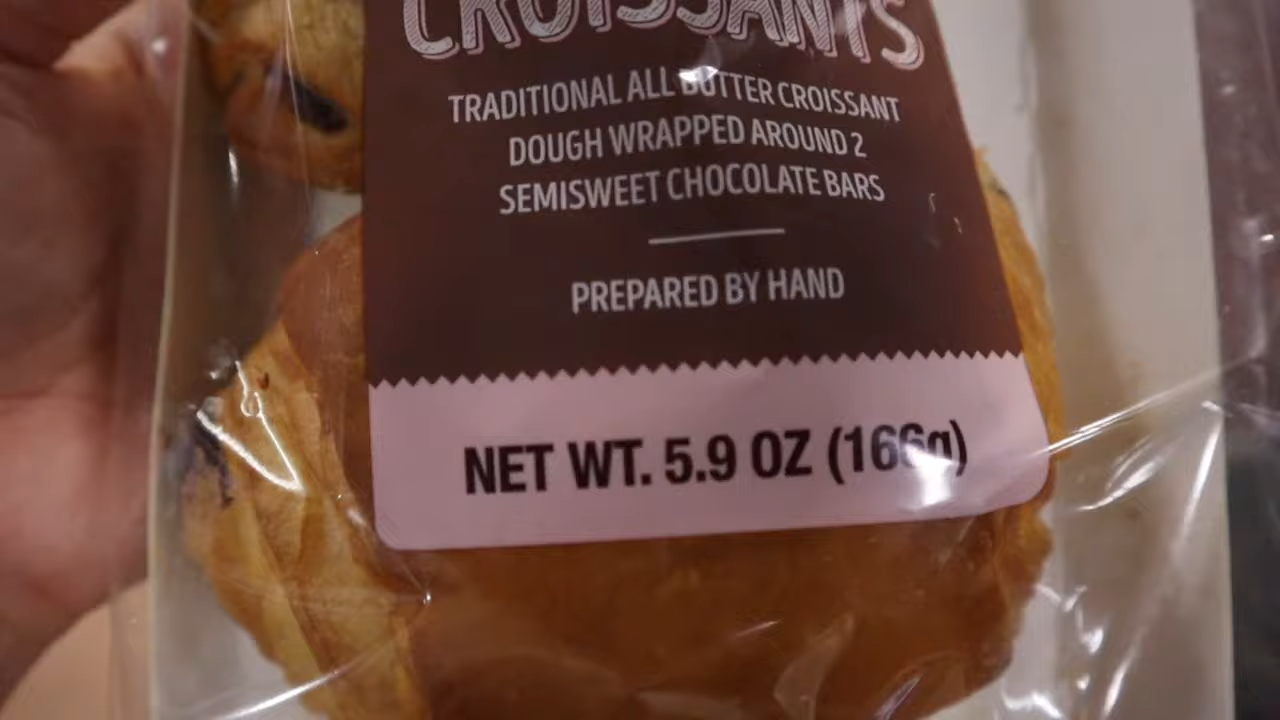 CROISSANTS
TRADITIONAL ALL BUTTER CROISSANT
DOUGH WRAPPED AROUND 2
SEMISWEET CHOCOLATE BARS
PREPARED BY HAND
NET WT. 5.9 OZ (166g)